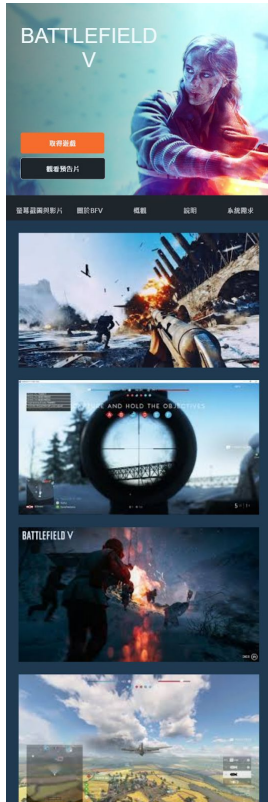 BATTLEFIELD
V
取得遊戲
觀看預告片
螢幕截圖與影片 關於BFV 概觀 說明 系統需求
AND HOLD THE OBJECTIVES
BATTLEFIELD V